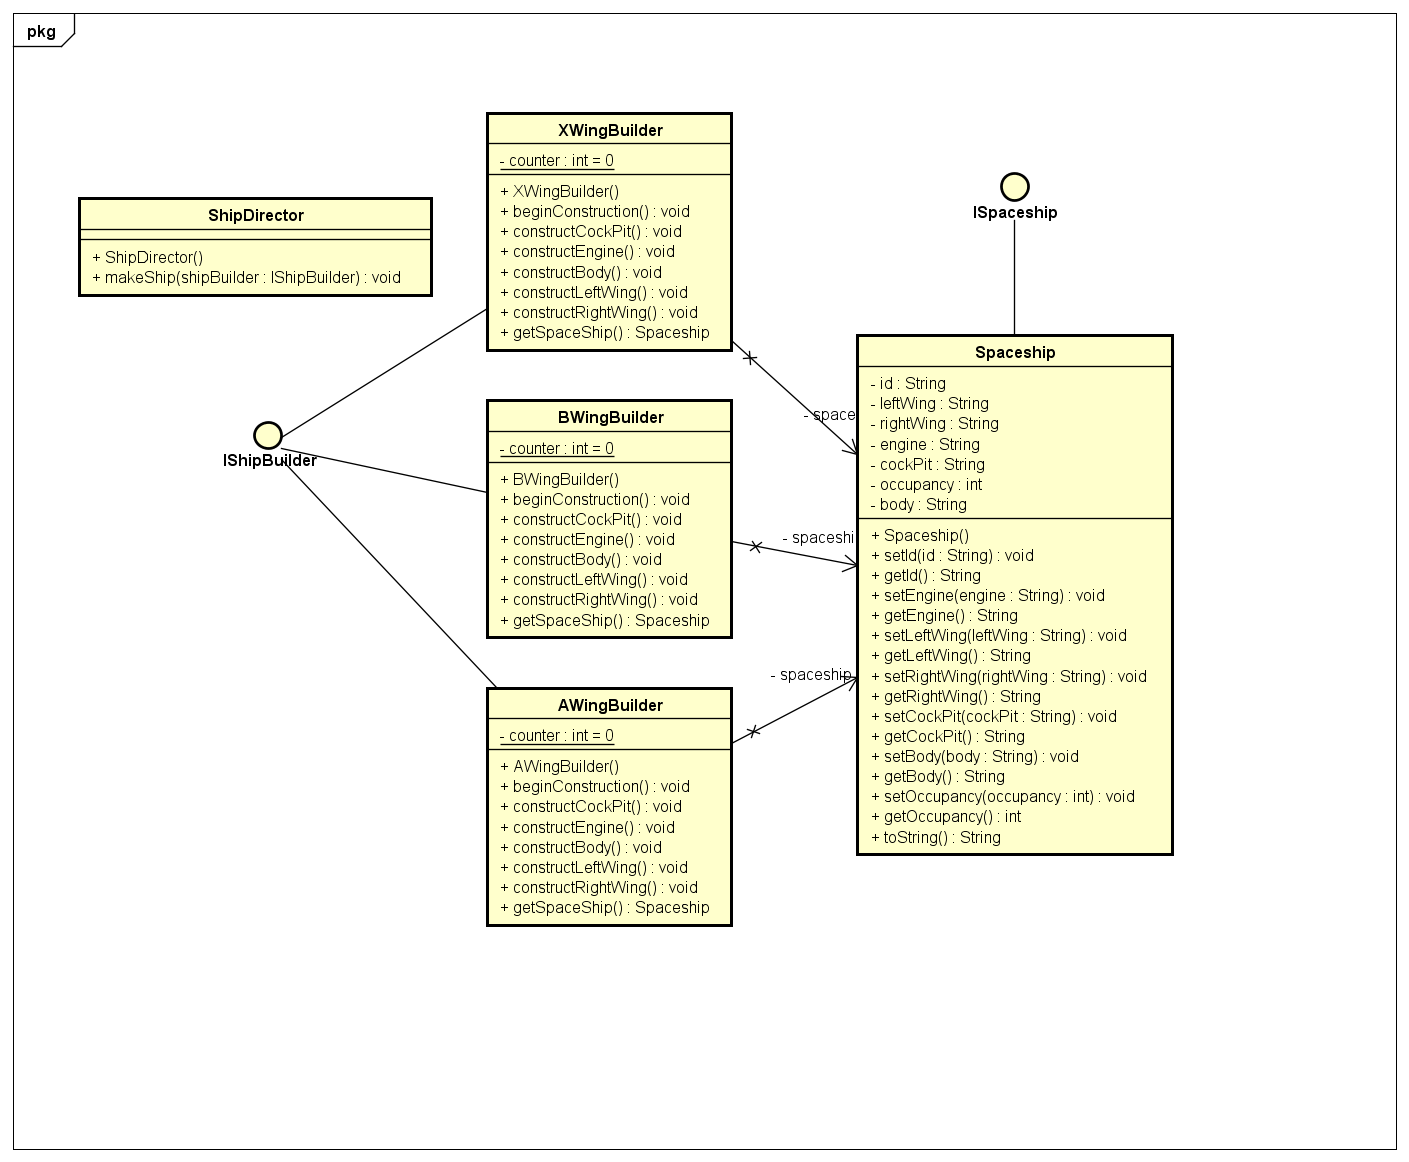 pkg
XWingBuilder
- counter : int = 0
+ XWingBuilder()
+ beginConstruction() : void
+ constructCockPit() : void
+ constructEngine() : void
+ constructBody() : void
+ constructLeftWing() : void
+ constructRightWing() : void
+ getSpaceShip() : Spaceship
ShipDirector
+ ShipDirector()
+ makeShip(shipBuilder : IShipBuilder) : void
ISpaceship
IShipBuilder
BWingBuilder
- counter : int = 0
+ BWingBuilder()
+ beginConstruction() : void
+ constructCockPit() : void
+ constructEngine() : void
+ constructBody() : void
+ constructLeftWing() : void
+ constructRightWing() : void
+ getSpaceShip() : Spaceship
AWingBuilder
- counter : int = 0
+ AWingBuilder()
+ beginConstruction() : void
+ constructCockPit() : void
+ constructEngine() : void
+ constructBody() : void
+ constructLeftWing() : void
+ constructRightWing() : void
+ getSpaceShip() : Spaceship
- space
- spaceshi
- spaceship
Spaceship
- id : String
- leftWing : String
- rightWing : String
- engine : String
- cockPit : String
- occupancy : int
- body : String
+ Spaceship()
+ setId(id : String) : void
+ getId() : String
+ setEngine(engine : String) : void
+ getEngine() : String
+ setLeftWing(leftWing : String) : void
+ getLeftWing() : String
+ setRightWing(rightWing : String) : void
+ getRightWing() : String
+ setCockPit(cockPit : String) : void
+ getCockPit() : String
+ setBody(body : String) : void
+ getBody() : String
+ setOccupancy(occupancy : int) : void
+ getOccupancy() : int
+ toString() : String